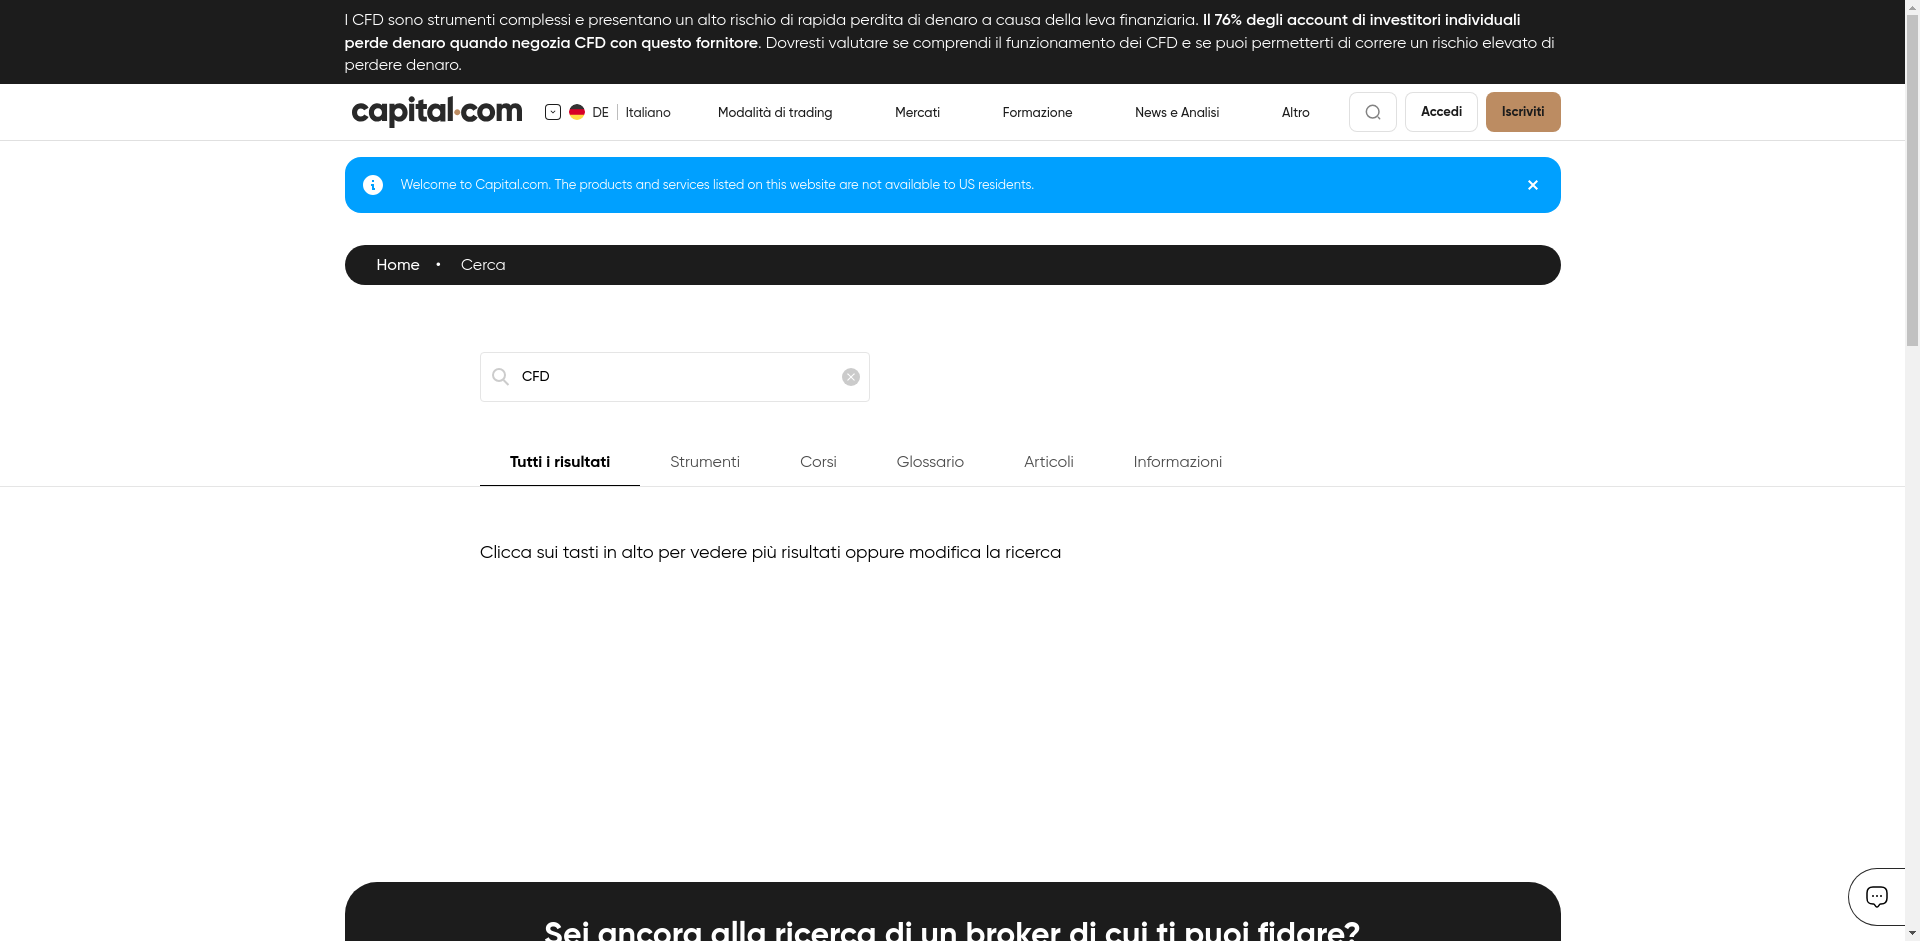 I CFD sono strumenti complessi e presentano un alto rischio di rapida perdita di denaro a causa della leva finanziaria. Il 76% degli account di investitori individuali
perde denaro quando negozia CFD con questo fornitore. Dovresti valutare se comprendi il funzionamento dei CFD e se puoi permetterti di correre un rischio elevato di
perdere denaro.
capital.com DE Italiano Modalità di trading Mercati Formazione News e Analisi Altro Accedi Iscriviti
Welcome to Capital.com. The products and services listed on this website are not available to US residents.
Home • Cerca
CFD
Tutti i risultati Strumenti Corsi Glossario Articoli Informazioni
Clicca sui tasti in alto per vedere più risultati oppure modifica la ricerca
Sei ancora alla ricerca di un broker di cui ti puoi fidare?